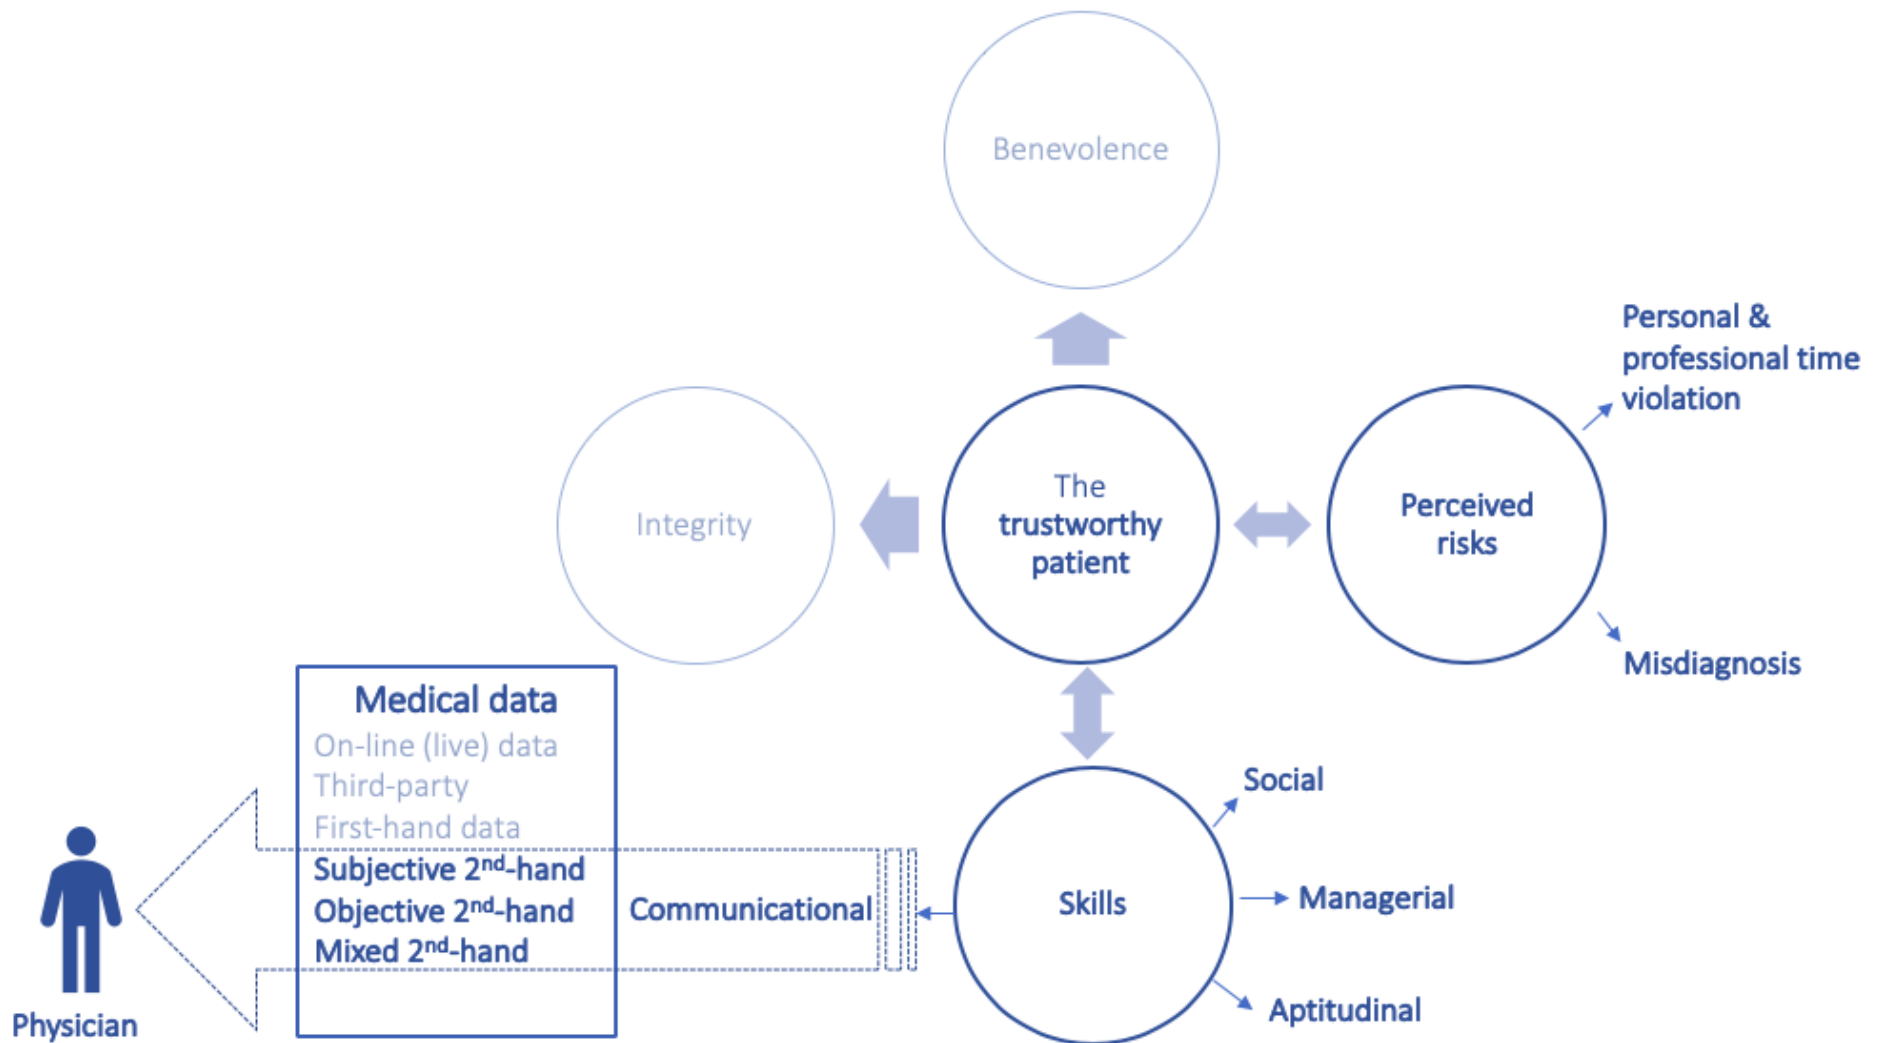 Benevolence
Personal &
professional time
violation
Integrity
The
trustworthy
patient
Perceived
risks
Misdiagnosis
Medical data
On-line (live) data
Third-party
First-hand data
Subjective 2nd-hand
Objective 2nd-hand
Mixed 2nd-hand
Communicational
Skills
Social
Managerial
Aptitudinal
Physician